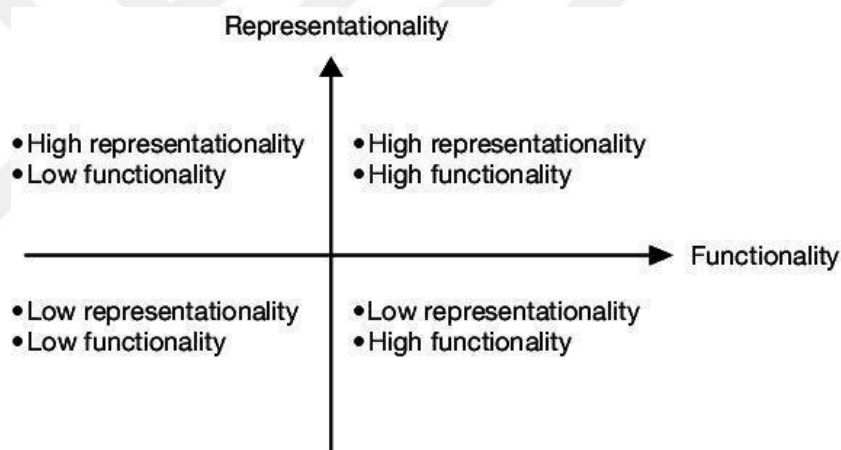 Representationality
•High representationality
•Low functionality
•High representationality
•High functionality
Functionality
•Low representationality
•Low functionality
•Low representationality
•High functionality